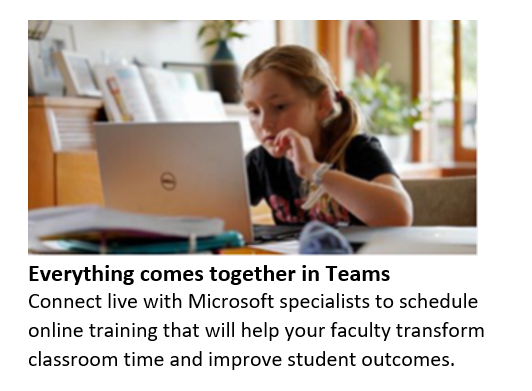 DELL
Everything comes together in Teams
Connect live with Microsoft specialists to schedule
online training that will help your faculty transform
classroom time and improve student outcomes.